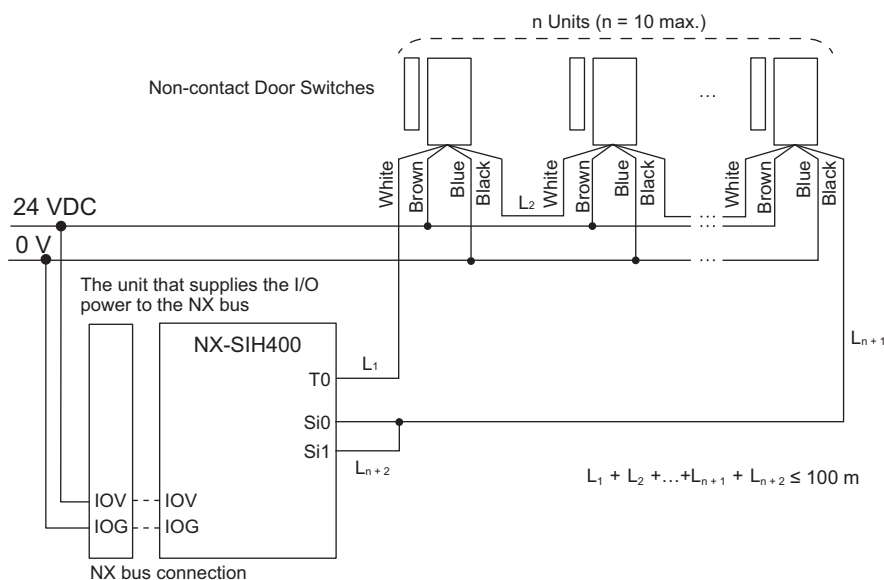 n Units (n = 10 max.)
Non-contact Door Switches
...
White
Brown
Blue
Black
L2
White
Brown
Blue
Black
...
White
Brown
Blue
Black
24 VDC
...
0 V
...
The unit that supplies the I/O
power to the NX bus
NX-SIH400
L1
T0
Ln + 1
Si0
Si1
Ln + 2
L1 + L2 +...+Ln + 1 + Ln + 2 ≤ 100 m
IOV
IOV
IOG
IOG
NX bus connection